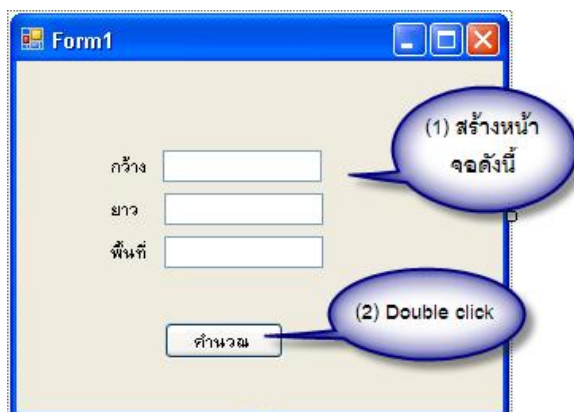 Form1
(1) สร้างหน้า
จอดังนี้
กว้าง
ยาว
พื้นที่
(2) Double click
คำนวณ